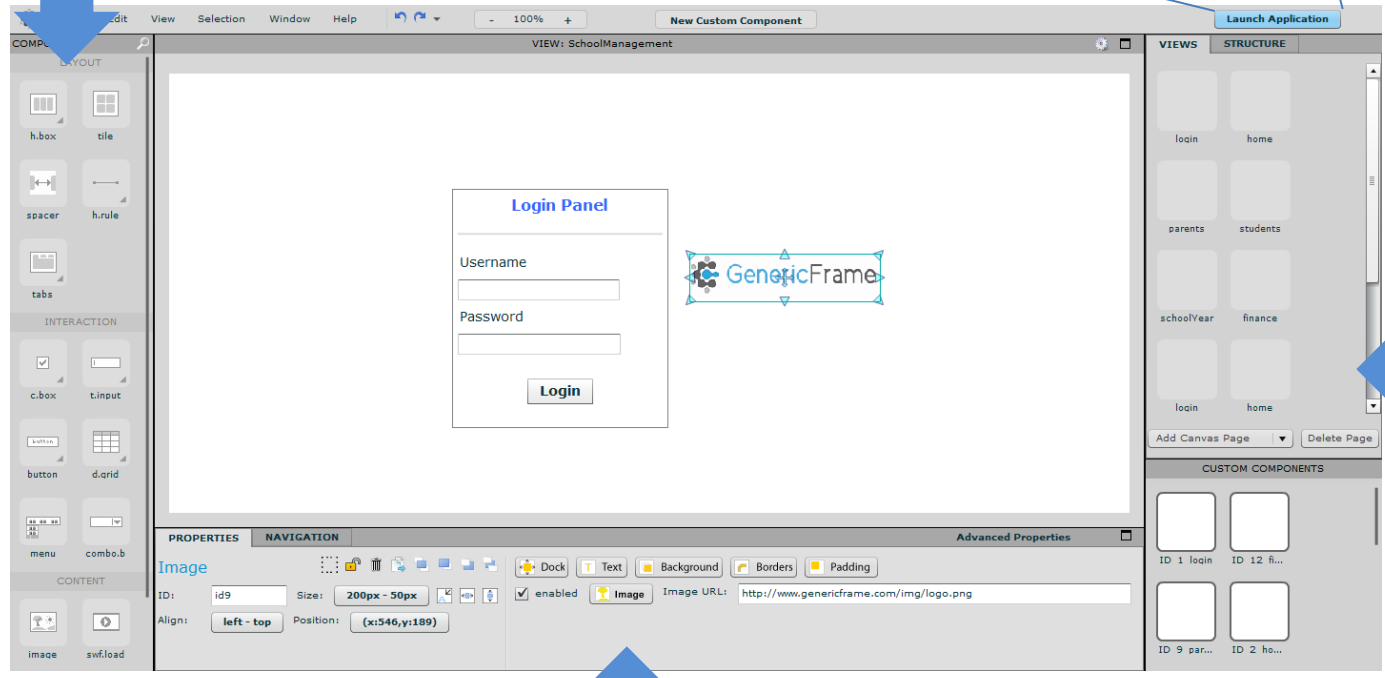 Edit View Selection Window Help - 100% + New Custom Component Launch Application
VIEW: SchoolManagement
VIEWS STRUCTURE
LAYOUT
h.box tile
spacer h.rule
tabs
INTERACTION
c.box t.input
button
button d.grid
menu combo.b
CONTENT
image swf.load
Login Panel
Username
Password
Login
GenericFrame
login home
parents students
schoolYear finance
login home
Add Canvas Page Delete Page
CUSTOM COMPONENTS
ID 1 login ID 12 fi...
ID 9 par... ID 2 ho...
PROPERTIES NAVIGATION Advanced Properties
Image Dock T Text Background Borders Padding
ID: id9 Size: 200px - 50px enabled Image Image URL: http://www.genericframe.com/img/logo.png
Align: left - top Position: (x:546,y:189)